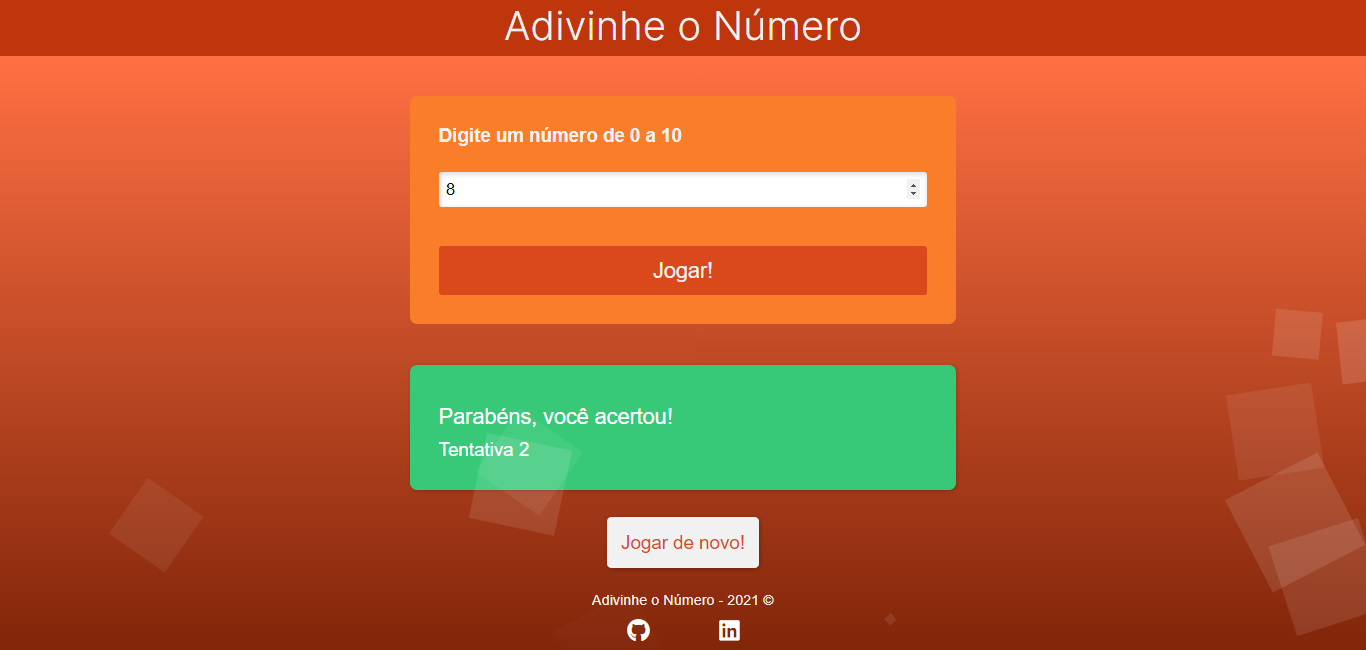 Adivinhe o Número
Digite um número de 0 a 10
8
Jogar!
Parabéns, você acertou!
Tentativa 2
Jogar de novo!
Adivinhe o Número - 2021 ©
in